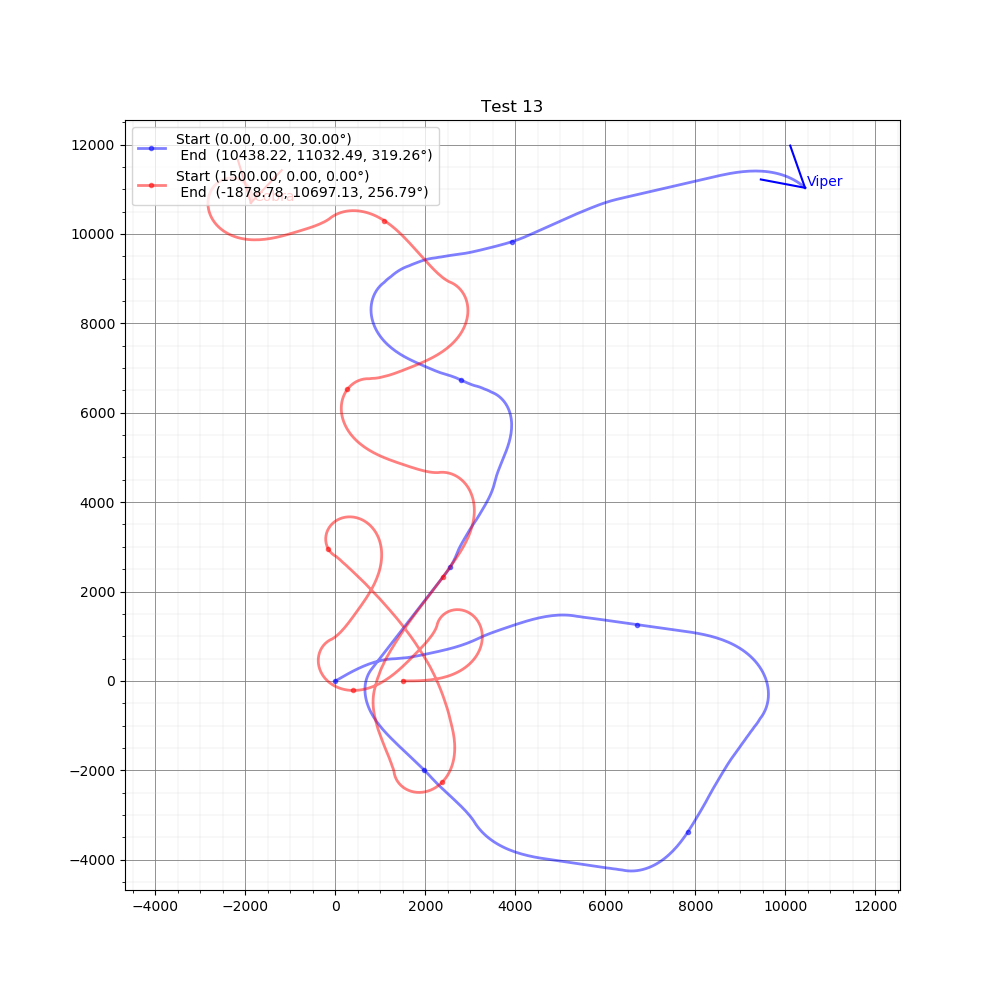 Test 13
Start (0.00, 0.00, 30.00°)
End (10438.22, 11032.49, 319.26°)
Start (1500.00, 0.00, 0.00°)
End (-1878.78, 10697.13, 256.79°)
Cobra
Viper
12000
10000
8000
6000
4000
2000
0
−2000
−4000
−4000 −2000 0 2000 4000 6000 8000 10000 12000